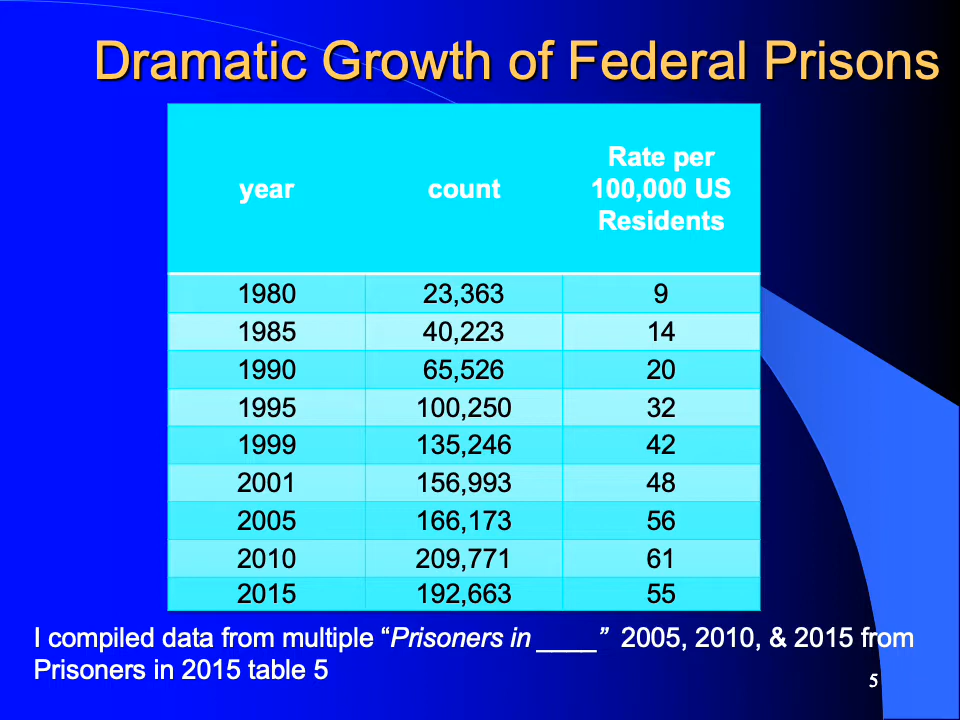 Dramatic Growth of Federal Prisons
year count Rate per 100,000 US Residents
1980 23,363 9
1985 40,223 14
1990 65,526 20
1995 100,250 32
1999 135,246 42
2001 156,993 48
2005 166,173 56
2010 209,771 61
2015 192,663 55
I compiled data from multiple “Prisoners in ____” 2005, 2010, & 2015 from
Prisoners in 2015 table 5
5